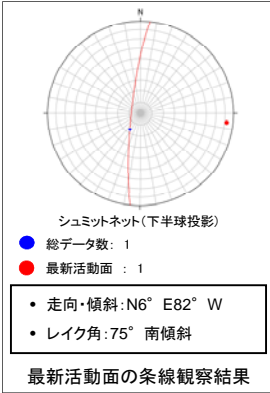 N
シュミットネット(下半球投影)
総データ数: 1
最新活動面 : 1
• 走向・傾斜:N6° E82° W
• レイク角:75° 南傾斜
最新活動面の条線観察結果